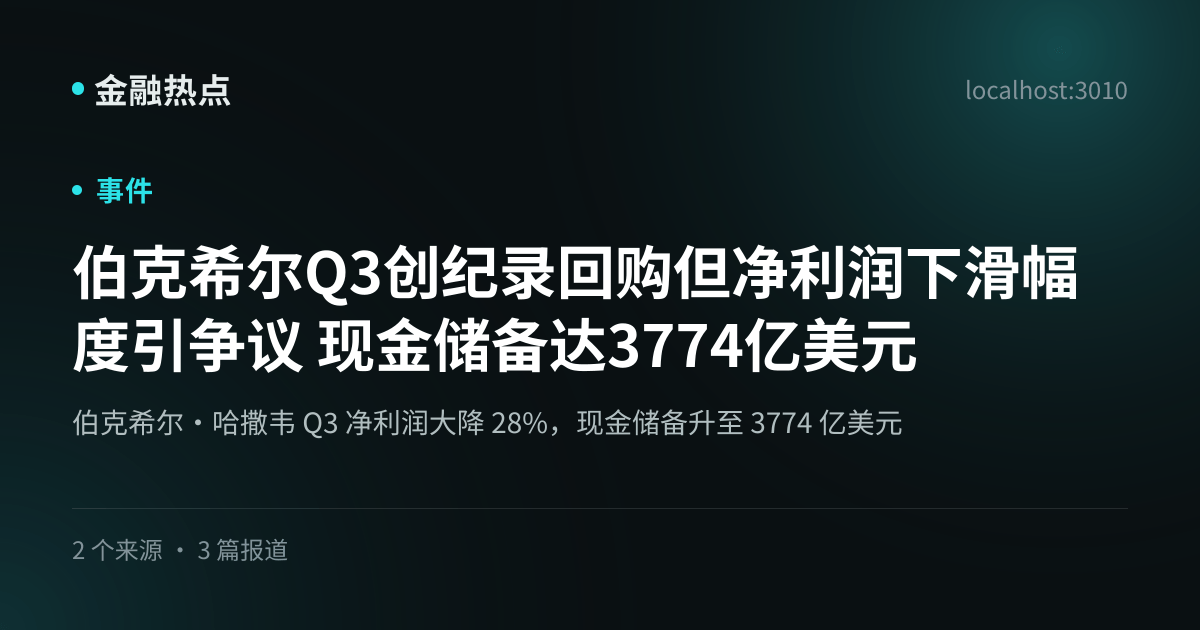 金融热点
localhost:3010
事件
伯克希尔Q3创纪录回购但净利润下滑幅
度引争议 现金储备达3774亿美元
伯克希尔·哈撒韦 Q3 净利润大降 28%，现金储备升至 3774 亿美元
2 个来源 · 3 篇报道